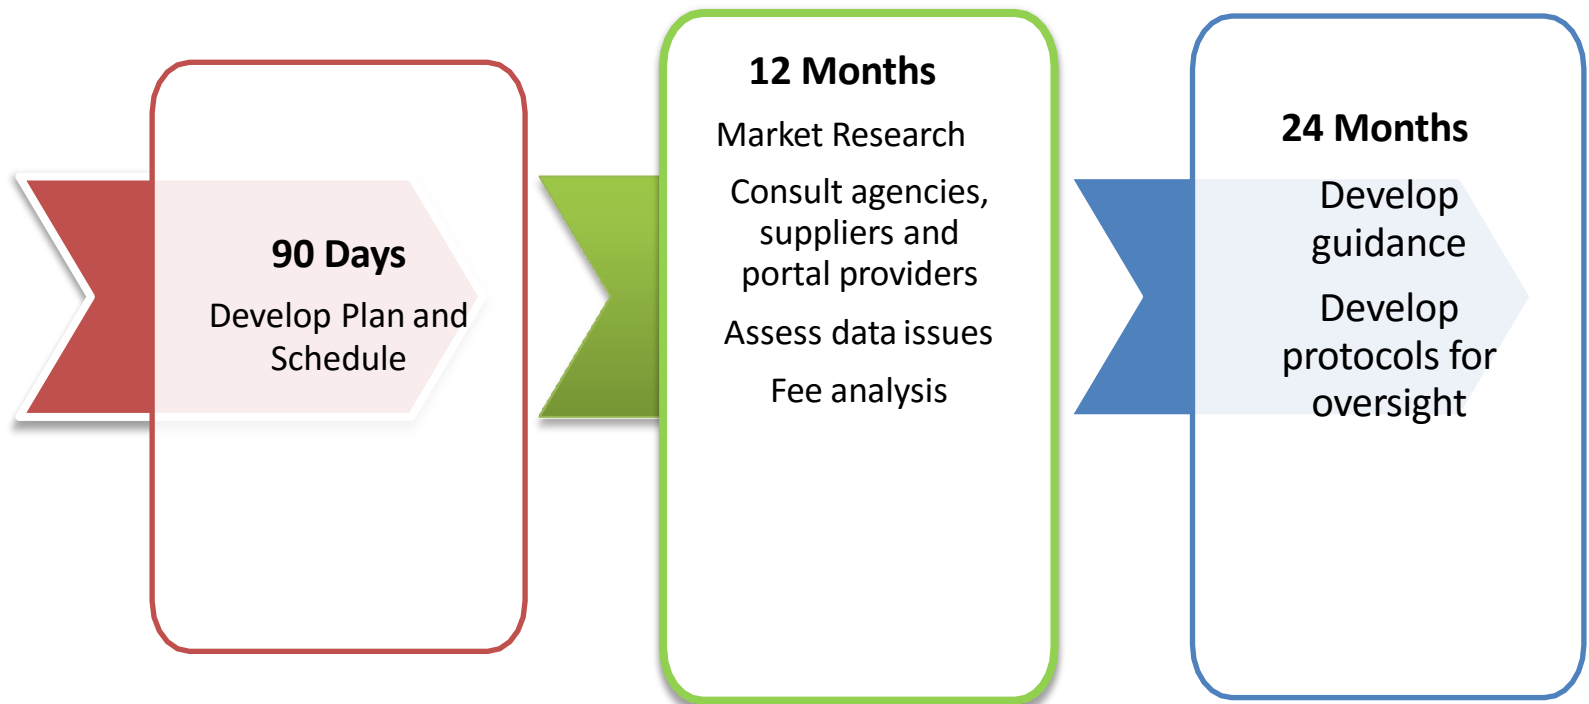 90 Days
Develop Plan and
Schedule
12 Months
Market Research
Consult agencies,
suppliers and
portal providers
Assess data issues
Fee analysis
24 Months
Develop
guidance
Develop
protocols for
oversight